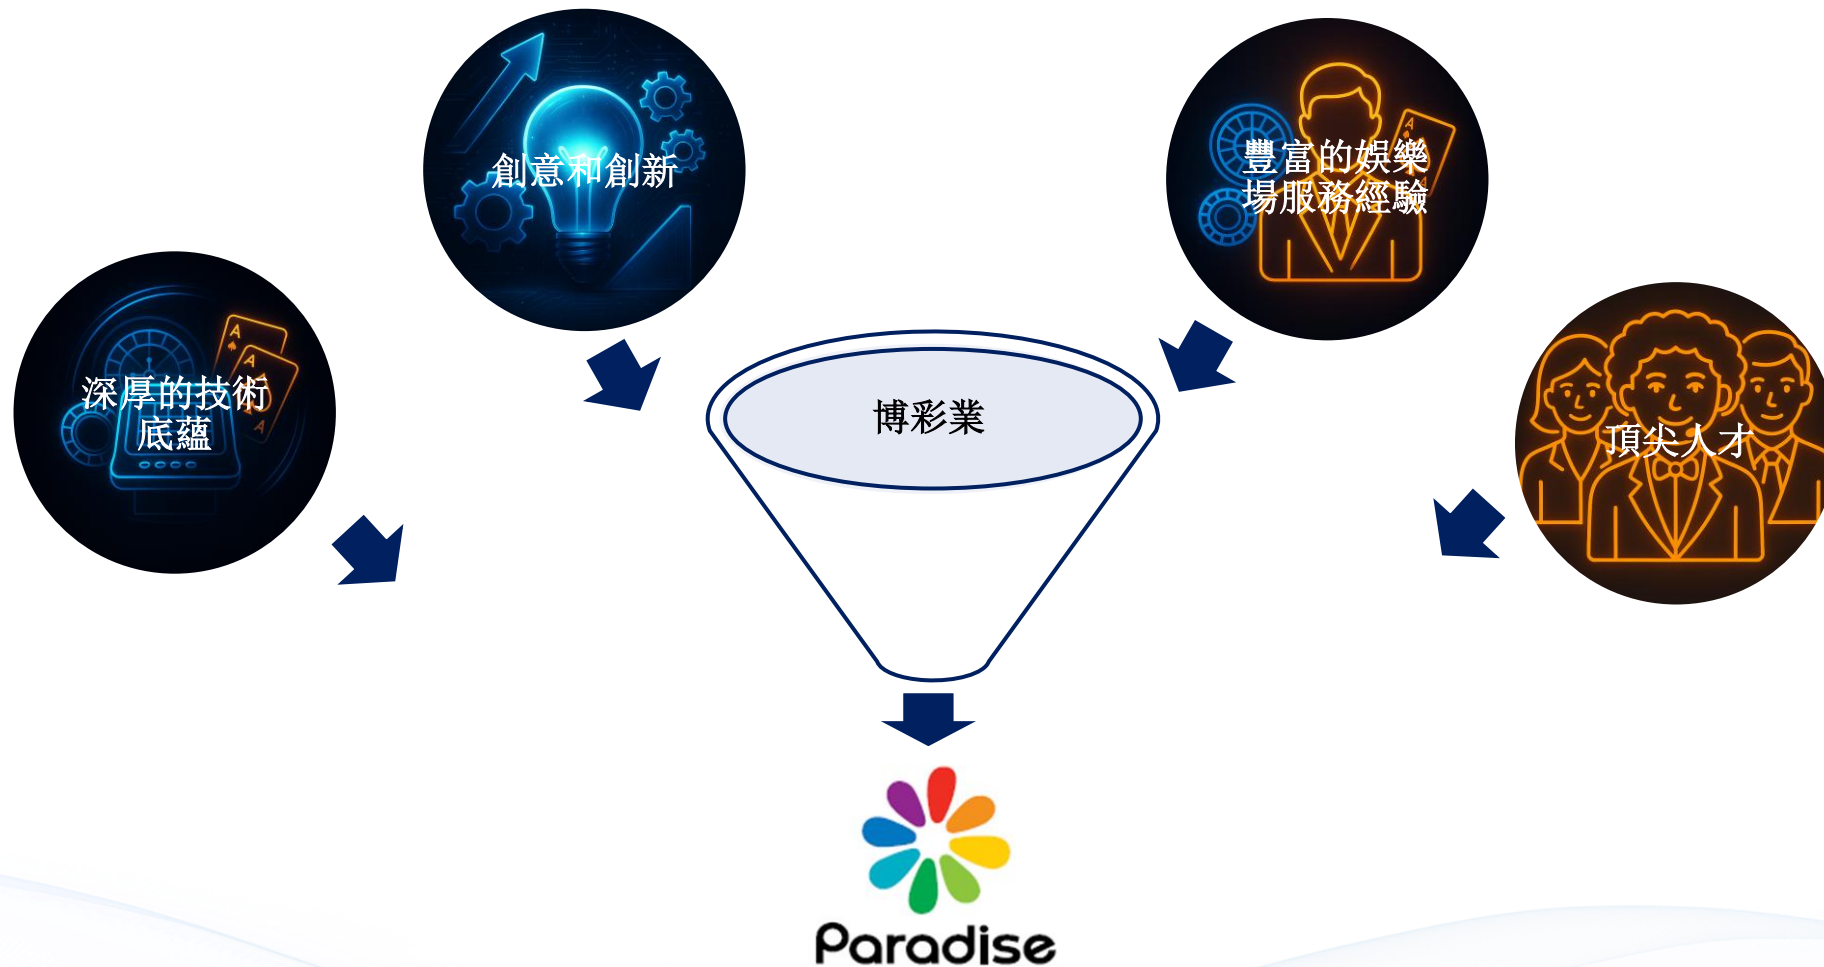 創意和創新
豐富的娛樂
場服務經驗
深厚的技術
底蘊
博彩業
頂尖人才
Paradise